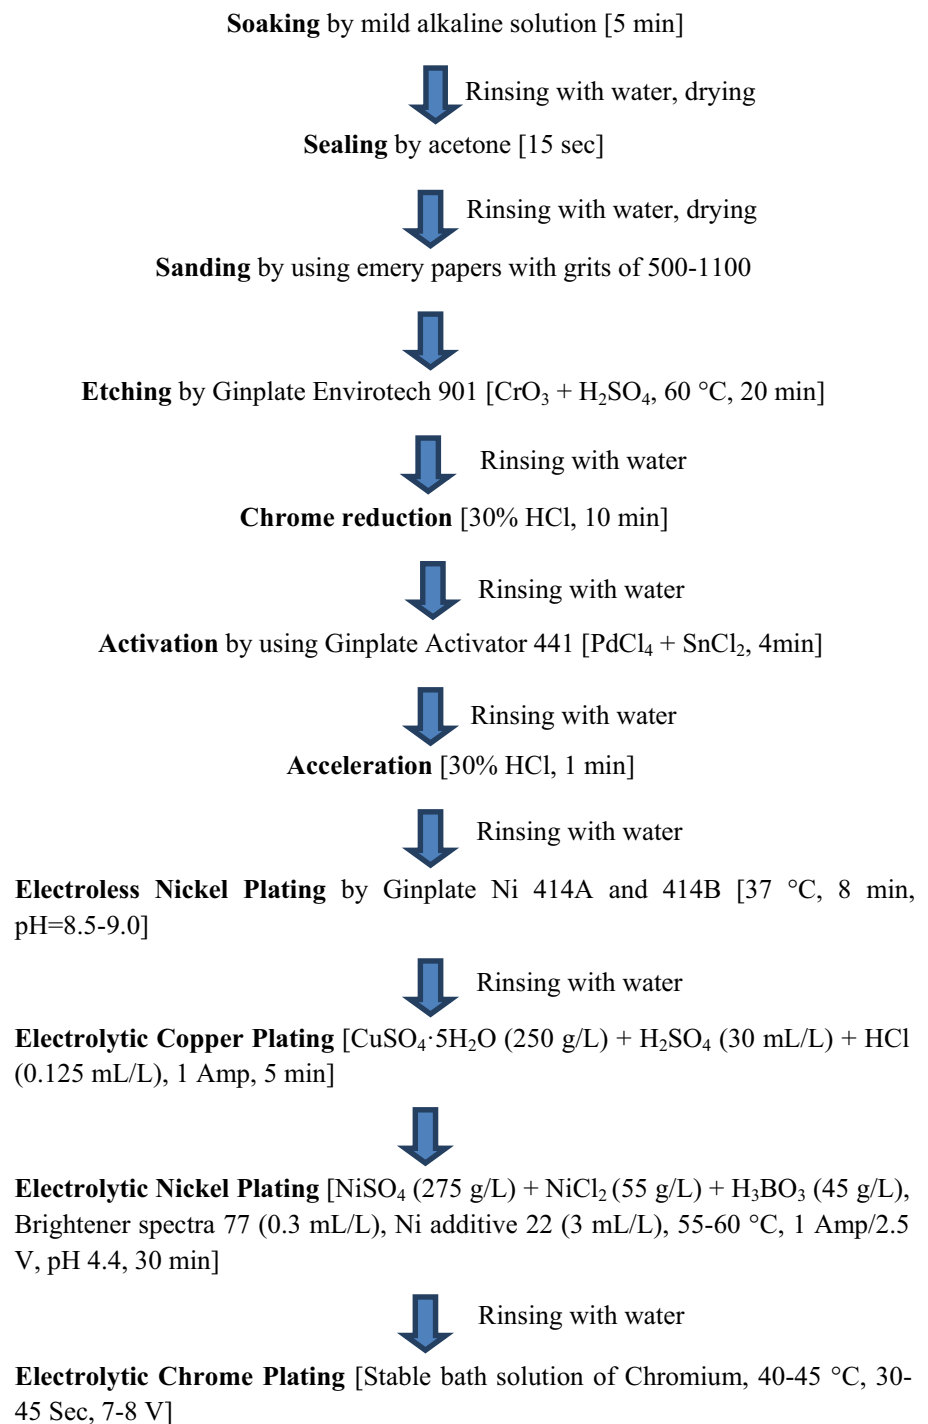 Soaking by mild alkaline solution [5 min]
Rinsing with water, drying
Sealing by acetone [15 sec]
Rinsing with water, drying
Sanding by using emery papers with grits of 500-1100
Etching by Ginplate Envirotech 901 [CrO₃ + H₂SO₄, 60 °C, 20 min]
Rinsing with water
Chrome reduction [30% HCl, 10 min]
Rinsing with water
Activation by using Ginplate Activator 441 [PdCl₄ + SnCl₂, 4min]
Rinsing with water
Acceleration [30% HCl, 1 min]
Rinsing with water
Electroless Nickel Plating by Ginplate Ni 414A and 414B [37 °C, 8 min,
pH=8.5-9.0]
Rinsing with water
Electrolytic Copper Plating [CuSO₄·5H₂O (250 g/L) + H₂SO₄ (30 mL/L) + HCl
(0.125 mL/L), 1 Amp, 5 min]
Electrolytic Nickel Plating [NiSO₄ (275 g/L) + NiCl₂ (55 g/L) + H₃BO₃ (45 g/L),
Brightener spectra 77 (0.3 mL/L), Ni additive 22 (3 mL/L), 55-60 °C, 1 Amp/2.5
V, pH 4.4, 30 min]
Rinsing with water
Electrolytic Chrome Plating [Stable bath solution of Chromium, 40-45 °C, 30-
45 Sec, 7-8 V]